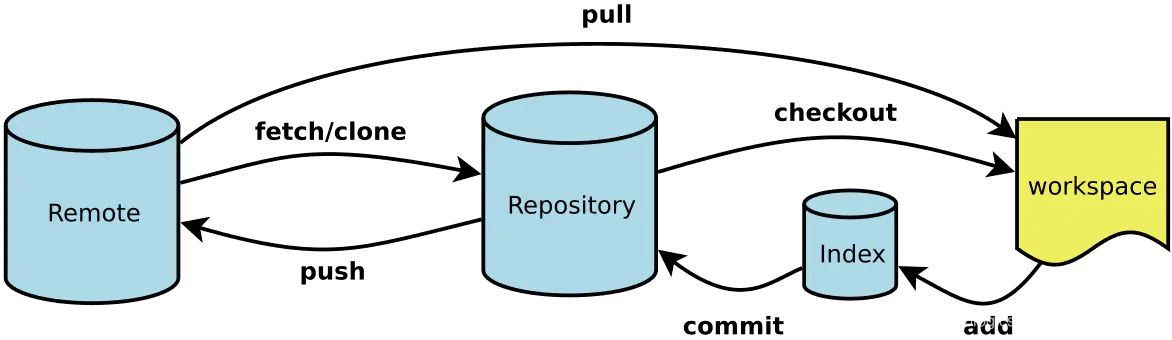 pull
fetch/clone
checkout
Remote
Repository
workspace
Index
push
commit
add